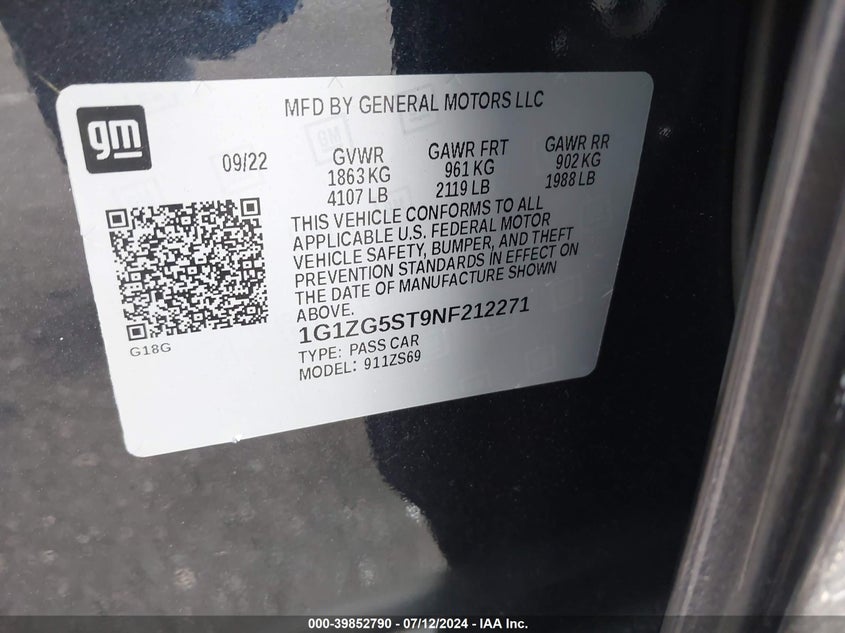 gm
MFD BY GENERAL MOTORS LLC
09/22 GVWR GAWR FRT GAWR RR
1863 KG 961 KG 902 KG
4107 LB 2119 LB 1988 LB
THIS VEHICLE CONFORMS TO ALL
APPLICABLE U.S. FEDERAL MOTOR
VEHICLE SAFETY, BUMPER, AND THEFT
PREVENTION STANDARDS IN EFFECT ON
THE DATE OF MANUFACTURE SHOWN
ABOVE.
1G1ZG5ST9NF212271
TYPE: PASS CAR
MODEL: 911ZS69
G18G
000-39852790 - 07/12/2024 - IAA Inc.